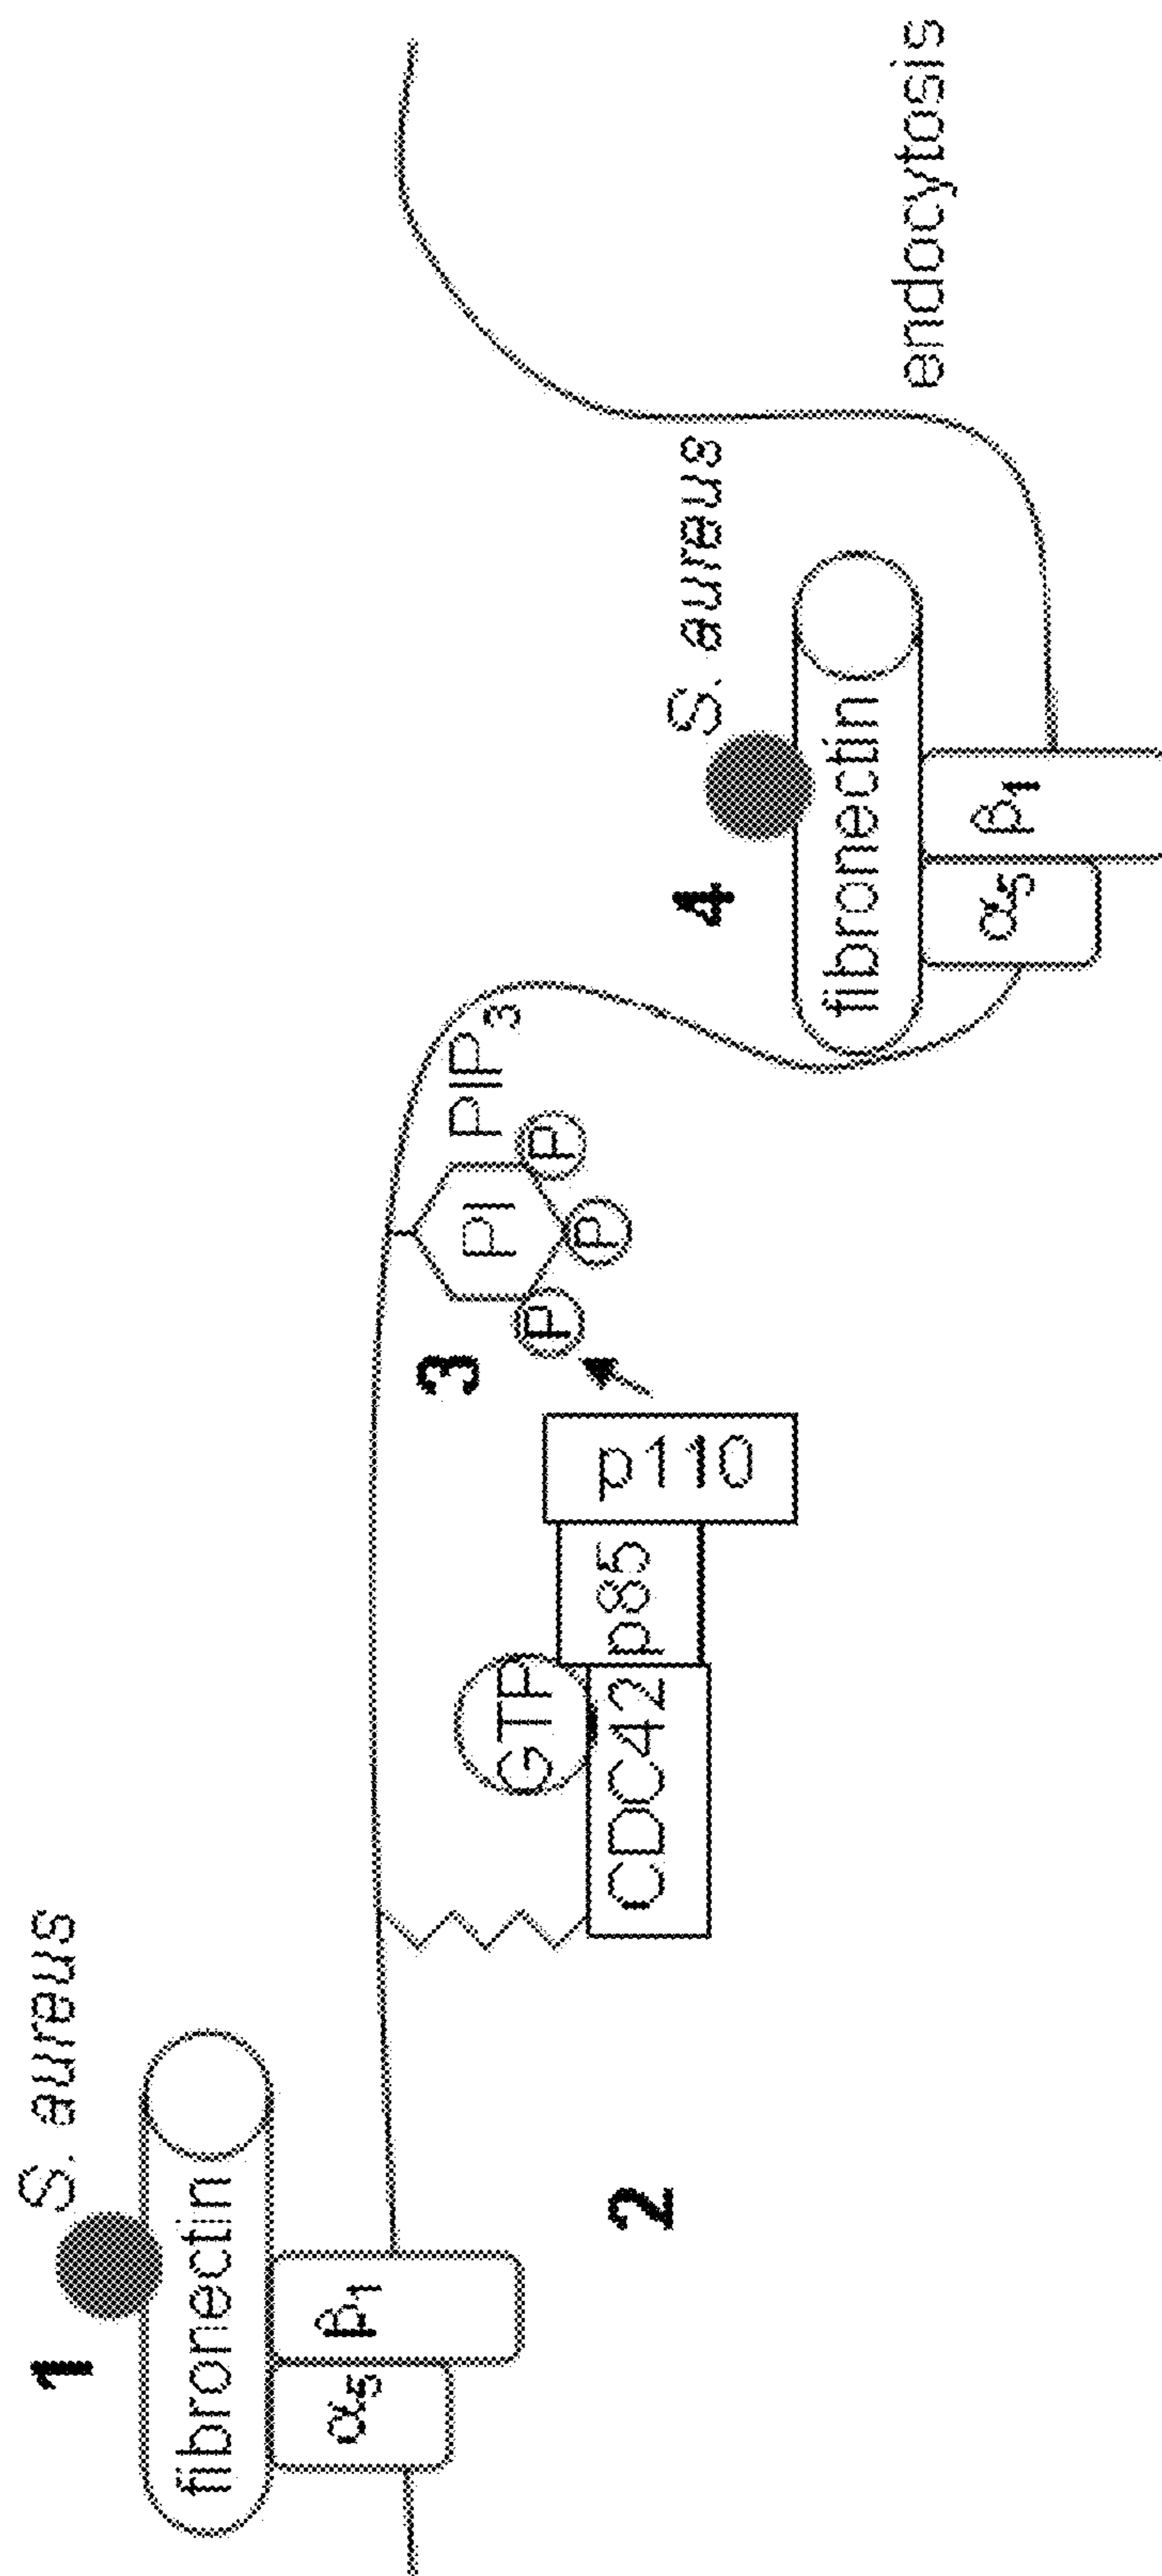 1
S. aureus
fibronectin
α5
β1
2
GTP
CDC42
p85
p110
3
PI
P
P
P
PIP3
4
S. aureus
fibronectin
α5
β1
endocytosis